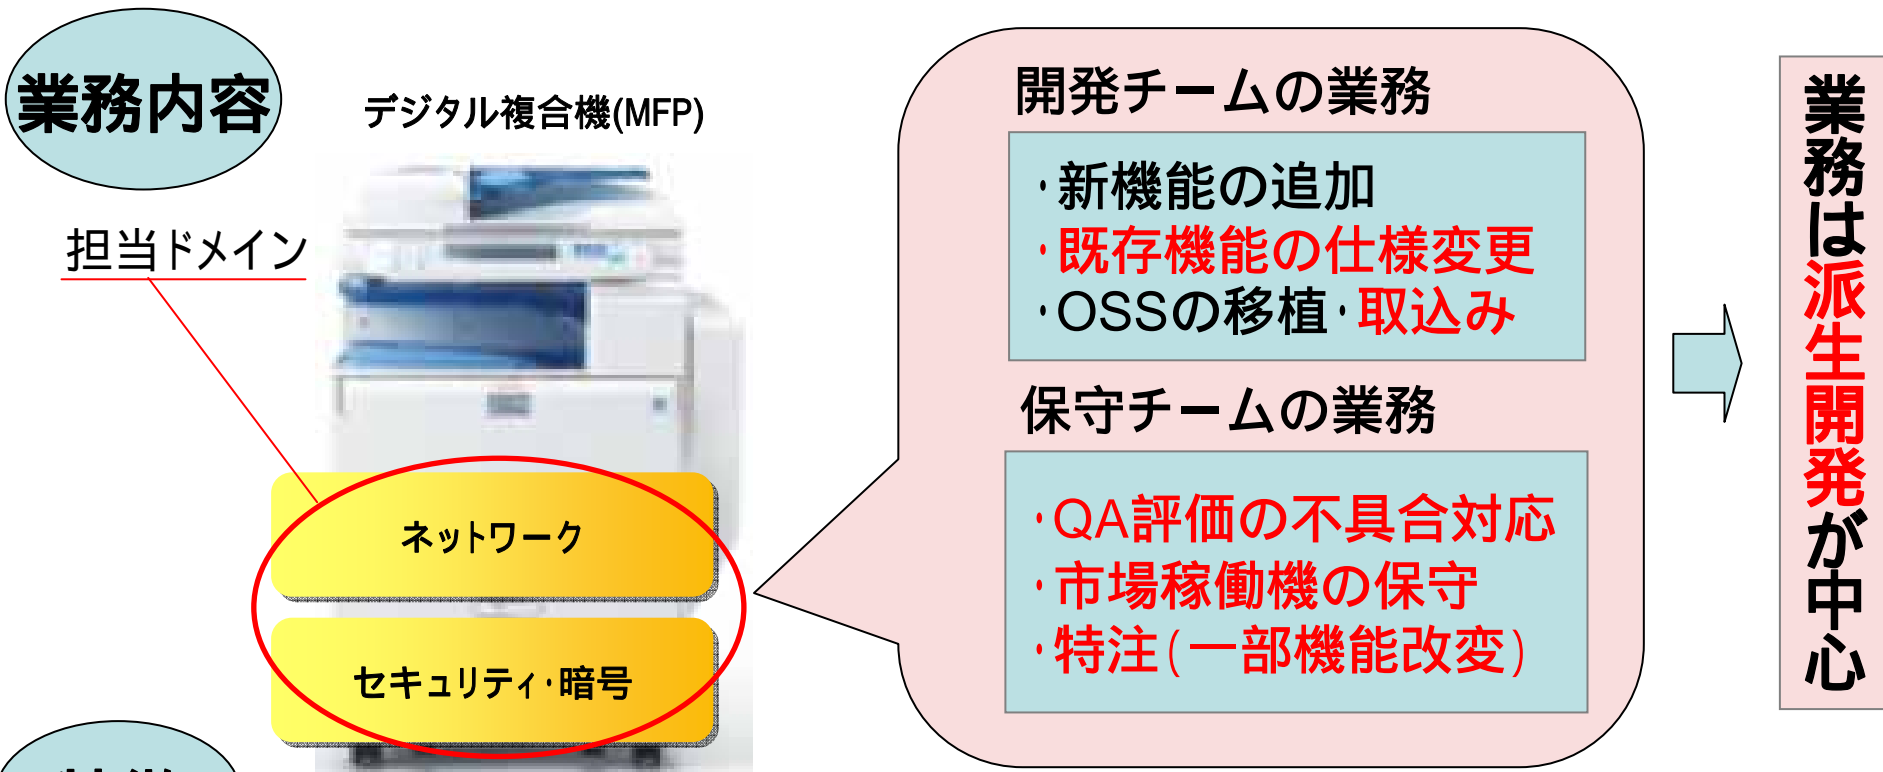 業務内容
デジタル複合機(MFP)
担当ドメイン
ネットワーク
セキュリティ・暗号
開発チームの業務
・新機能の追加
・既存機能の仕様変更
・OSSの移植・取込み
保守チームの業務
・QA評価の不具合対応
・市場稼働機の保守
・特注(一部機能改変)
業務は派生開発が中心